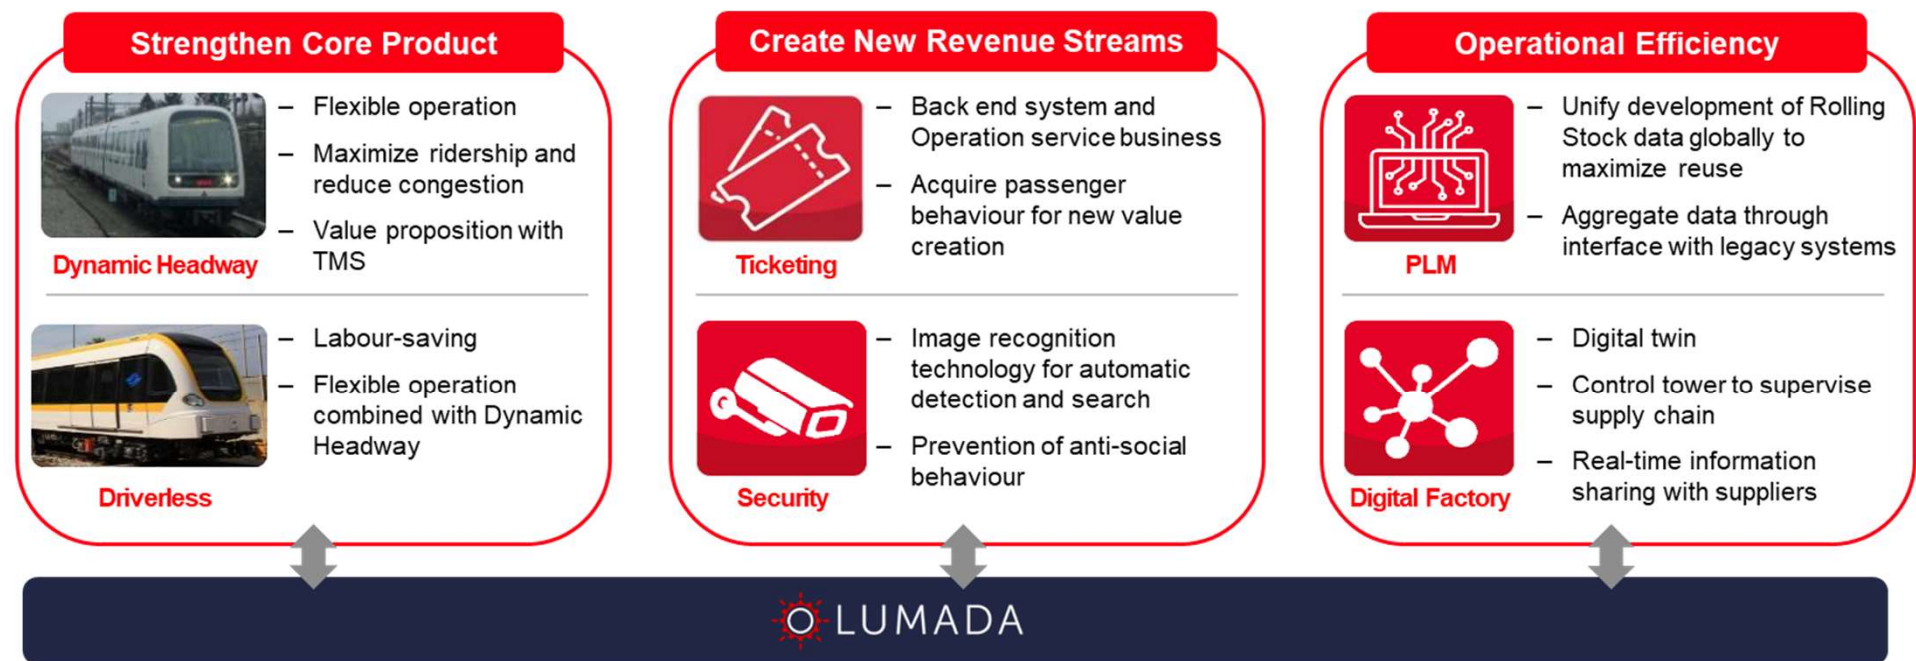 Strengthen Core Product
– Flexible operation
– Maximize ridership and
reduce congestion
– Value proposition with
TMS
Dynamic Headway
– Labour-saving
– Flexible operation
combined with Dynamic
Headway
Driverless
Create New Revenue Streams
– Back end system and
Operation service business
– Acquire passenger
behaviour for new value
creation
Ticketing
– Image recognition
technology for automatic
detection and search
– Prevention of anti-social
behaviour
Security
Operational Efficiency
– Unify development of Rolling
Stock data globally to
maximize reuse
– Aggregate data through
interface with legacy systems
PLM
– Digital twin
– Control tower to supervise
supply chain
– Real-time information
sharing with suppliers
Digital Factory
LUMADA